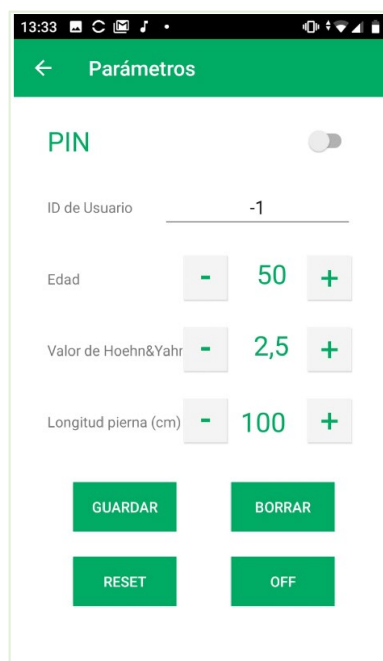 13:33
← Parámetros
PIN
ID de Usuario -1
Edad - 50 +
Valor de Hoehn&Yahr - 2,5 +
Longitud pierna (cm) - 100 +
GUARDAR BORRAR
RESET OFF